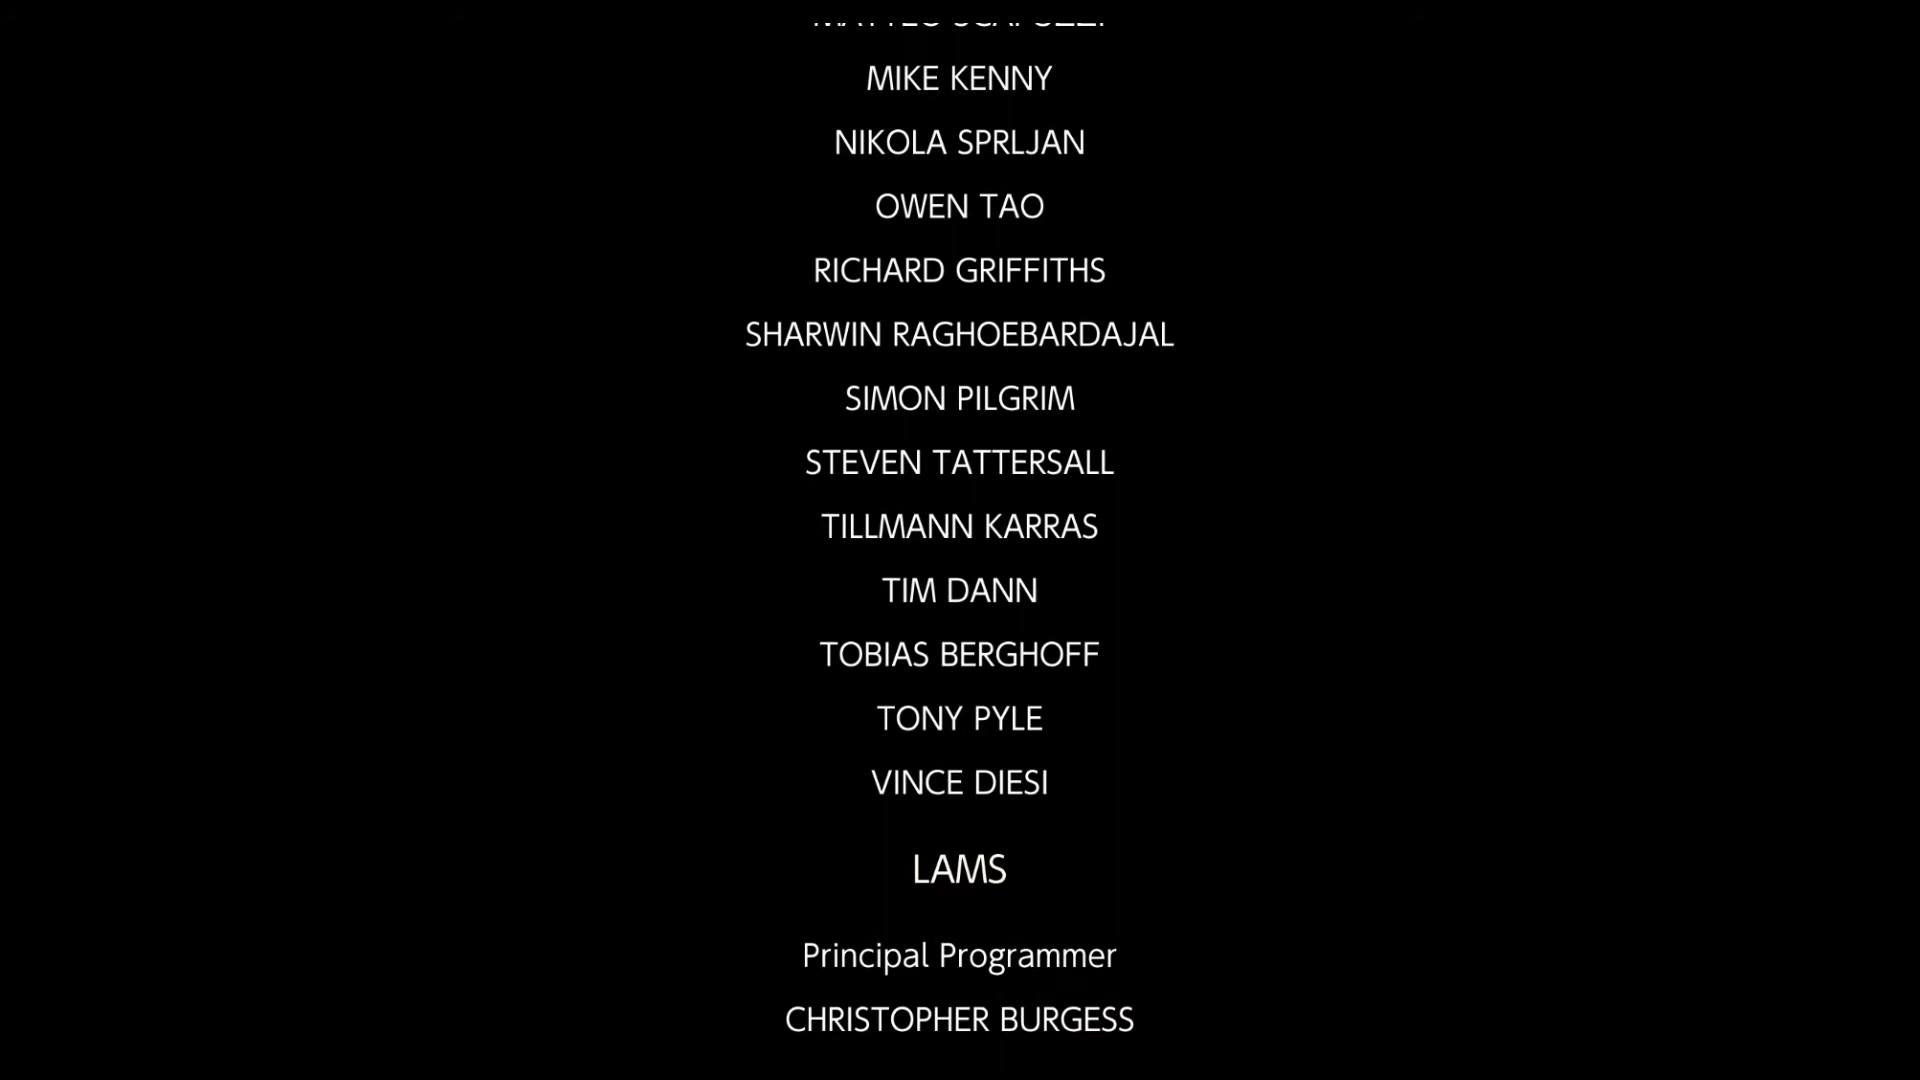 MIKE KENNY
NIKOLA SPRLJAN
OWEN TAO
RICHARD GRIFFITHS
SHARWIN RAGHOEBARDAJAL
SIMON PILGRIM
STEVEN TATTERSALL
TILLMANN KARRAS
TIM DANN
TOBIAS BERGHOFF
TONY PYLE
VINCE DIESI
LAMS
Principal Programmer
CHRISTOPHER BURGESS